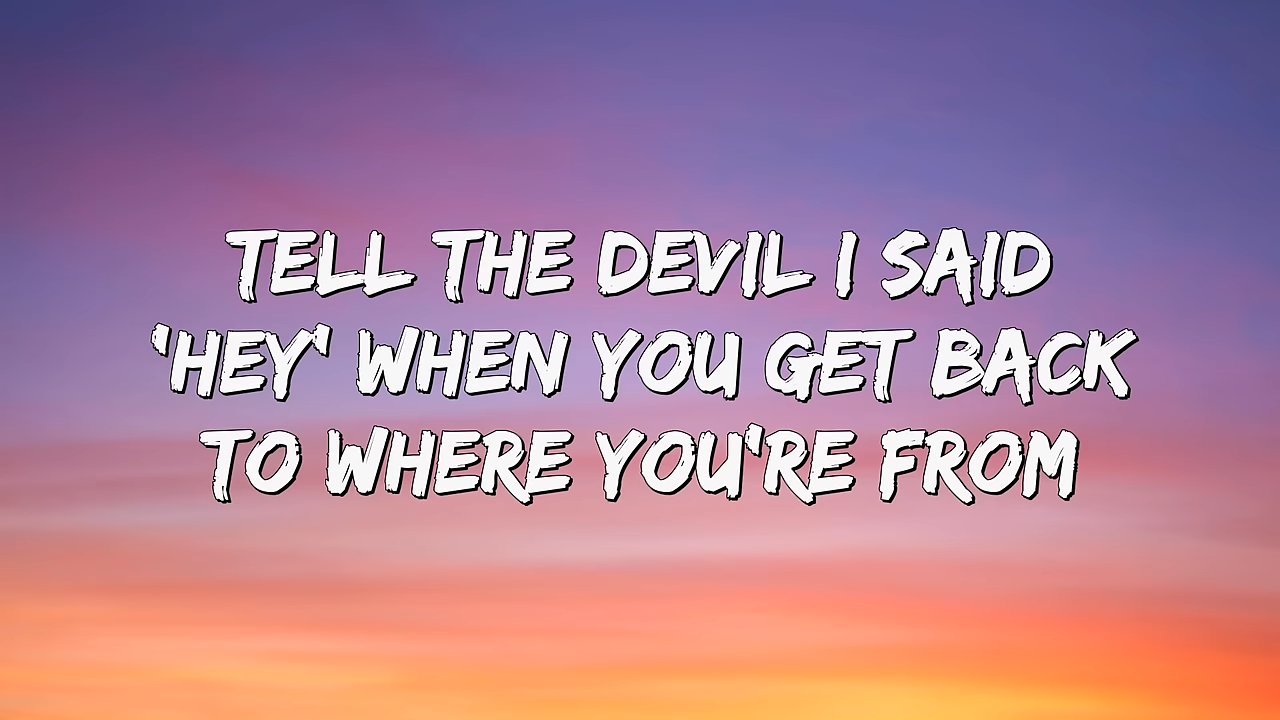 TELL THE DEVIL I SAID
'HEY' WHEN YOU GET BACK
TO WHERE YOU'RE FROM